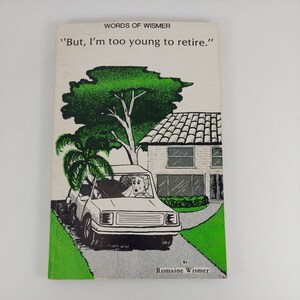 WORDS OF WISMER
"But, I'm too young to retire."
By
Romaine Wismer